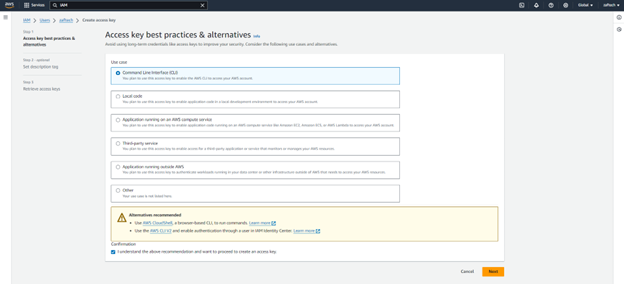 aws
Services
IAM
Global
saftech
IAM > Users > saftech > Create access key
Step 1
Access key best practices &
alternatives
Step 2 - optional
Set description tag
Step 3
Retrieve access keys
Access key best practices & alternatives Info
Avoid using long-term credentials like access keys to improve your security. Consider the following use cases and alternatives.
Use case
Command Line Interface (CLI)
You plan to use this access key to enable the AWS CLI to access your AWS account.
Local code
You plan to use this access key to enable application code in a local development environment to access your AWS account.
Application running on an AWS compute service
You plan to use this access key to enable application code running on an AWS compute service like Amazon EC2, Amazon ECS, or AWS Lambda to access your AWS account.
Third-party service
You plan to use this access key to enable access for a third-party application or service that monitors or manages your AWS resources.
Application running outside AWS
You plan to use this access key to authenticate workloads running in your data center or other infrastructure outside of AWS that needs to access your AWS resources.
Other
Your use case is not listed here.
Alternatives recommended
• Use AWS CloudShell, a browser-based CLI, to run commands. Learn more
• Use the AWS CLI V2 and enable authentication through a user in IAM Identity Center. Learn more
Confirmation
I understand the above recommendation and want to proceed to create an access key.
Cancel
Next